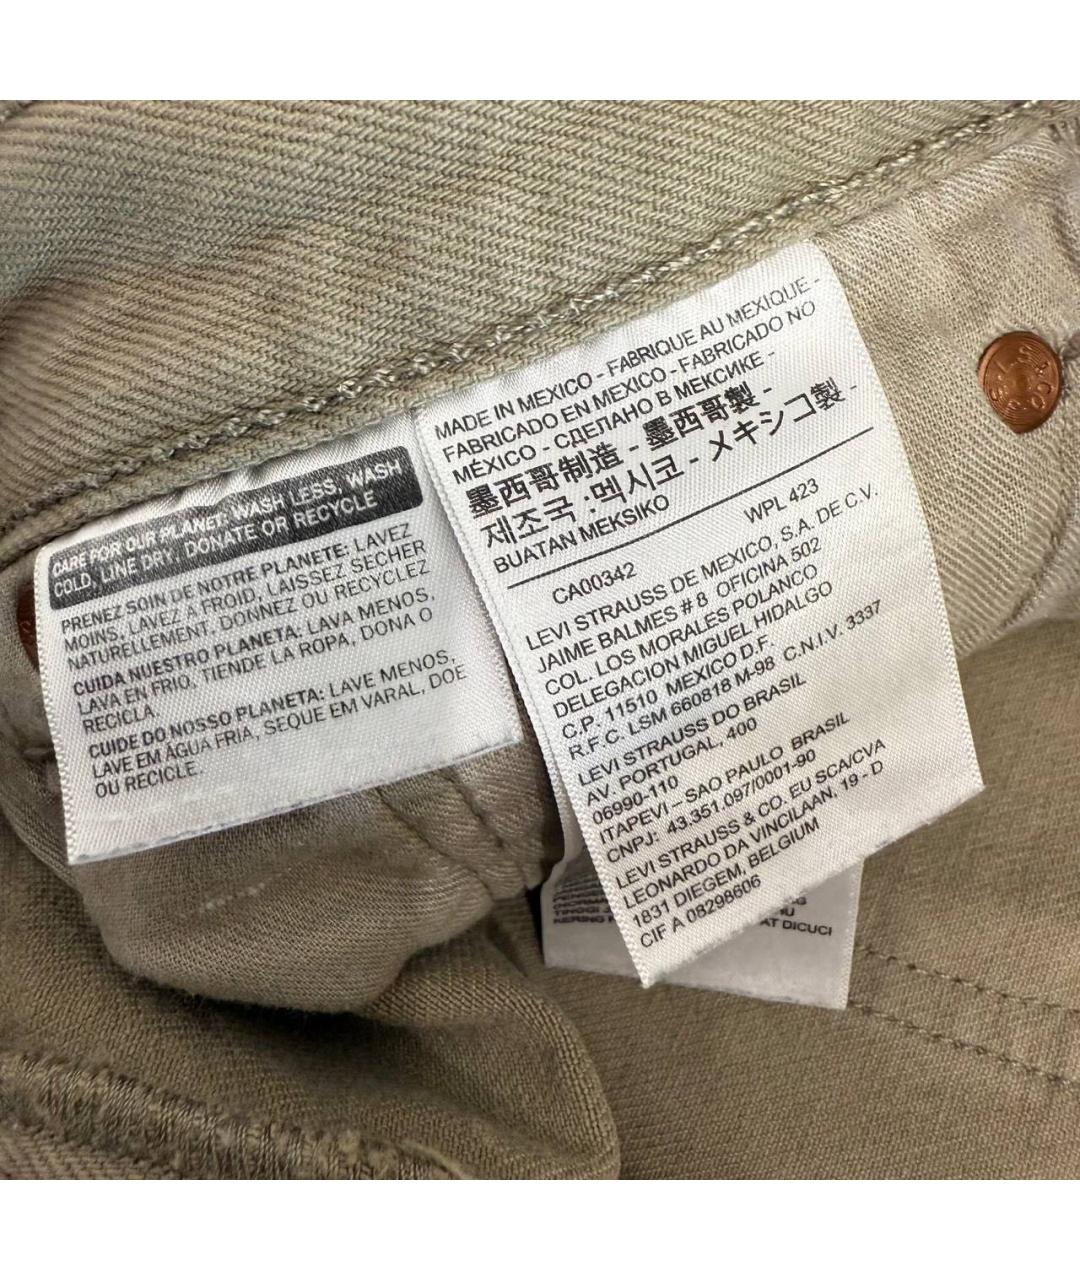 CARE FOR OUR PLANET: WASH LESS, WASH
COLD, LINE DRY, DONATE OR RECYCLE
PRENEZ SOIN DE NOTRE PLANETE: LAVEZ
MOINS, LAVEZ A FROID, LAISSEZ SECHER
NATURELLEMENT, DONNEZ OU RECYCLEZ
CUIDA NUESTRO PLANETA: LAVA MENOS,
LAVA EN FRIO, TIENDE LA ROPA, DONA O
RECICLA.
CUIDE DO NOSSO PLANETA: LAVE MENOS,
LAVE EM ÁGUA FRIA, SEQUE EM VARAL, DOE
OU RECICLE.
MADE IN MEXICO - FABRIQUE AU MEXIQUE -
FABRICADO EN MEXICO - FABRICADO NO
MÉXICO - СДЕЛАНО В МЕКСИКЕ -
墨西哥制造 - 墨西哥製 -
제조국 :멕시코 - メキシコ製 -
BUATAN MEKSIKO
CA00342 WPL 423
LEVI STRAUSS DE MEXICO, S.A. DE C.V.
JAIME BALMES # 8 OFICINA 502
COL. LOS MORALES POLANCO
DELEGACION MIGUEL HIDALGO
C.P. 11510 MEXICO D.F.
R.F.C. LSM 660818 M-98 C.N.I.V. 3337
LEVI STRAUSS DO BRASIL
AV. PORTUGAL, 400
06990-110
ITAPEVI – SAO PAULO BRASIL
CNPJ: 43.351.097/0001-90
LEVI STRAUSS & CO. EU SCA/CVA
LEONARDO DA VINCILAAN, 19 - D
1831 DIEGEM, BELGIUM
CIF A 08298606
TINGGI
KERING
AT DICUCI